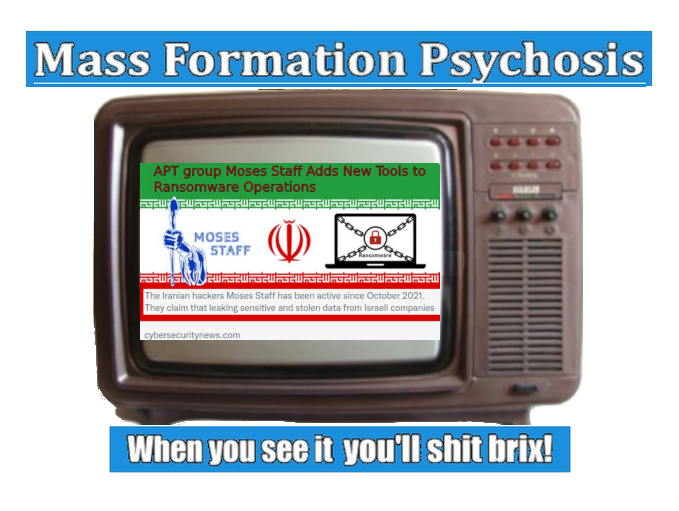 Mass Formation Psychosis
APT group Moses Staff Adds New Tools to
Ransomware Operations
MOSES
STAFF
Ransomware
The Iranian hackers Moses Staff has been active since October 2021.
They claim that leaking sensitive and stolen data from Israeli companies
cybersecuritynews.com
When you see it you'll shit brix!